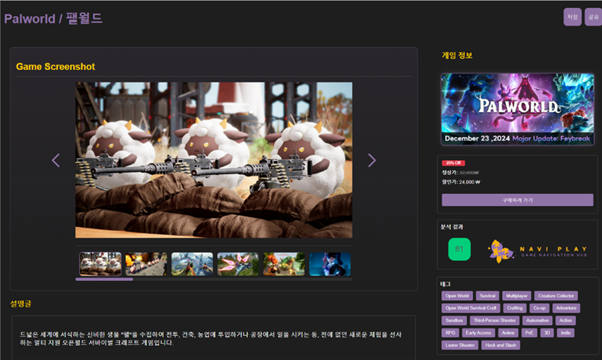 Palworld / 팰월드
저장
공유
Game Screenshot
게임 정보
PALWORLD
December 23 ,2024 Major Update: Feybreak
정상가: 32,000₩
할인가: 24,000 ₩
구매하러 가기
분석 결과
81
NAVI PLAY
GAME NAVIGATION WEB
태그
Open World
Survival
Multiplayer
Creature Collector
Open World Survival Craft
Crafting
Co-op
Adventure
Sandbox
Third-Person Shooter
Automation
Action
RPG
Early Access
Anime
PvE
3D
Indie
Looter Shooter
Hack and Slash
설명글
드넓은 세계에 서식하는 신비한 생물 "팰"을 수집하여 전투, 건축, 농업에 투입하거나 공장에서 일을 시키는 등, 전에 없던 새로운 체험을 선사
하는 멀티 지원 오픈월드 서바이벌 크래프트 게임입니다.